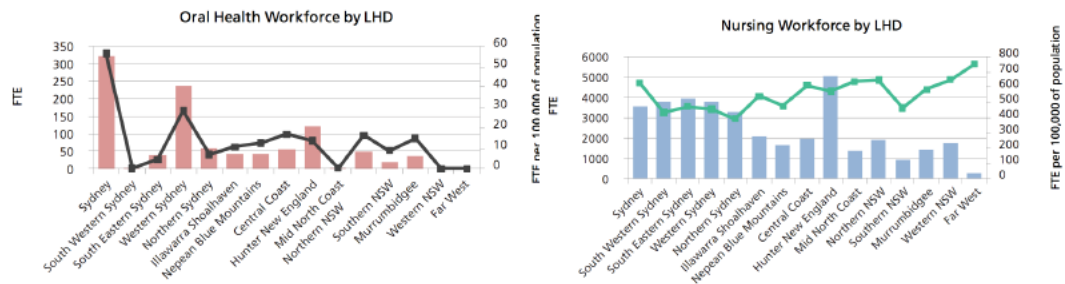 Oral Health Workforce by LHD
350
300
250
200
150
100
50
0
FTE
60
50
40
30
20
10
0
FTE per 100,000 of population
Sydney
South Western Sydney
South Eastern Sydney
Western Sydney
Northern Sydney
Illawarra Shoalhaven
Nepean Blue Mountains
Central Coast
Hunter New England
Mid North Coast
Northern NSW
Southern NSW
Murrumbidgee
Western NSW
Far West
Nursing Workforce by LHD
6000
5000
4000
3000
2000
1000
0
FTE
800
700
600
500
400
300
200
100
0
FTE per 100,000 of population
Sydney
South Western Sydney
South Eastern Sydney
Western Sydney
Northern Sydney
Illawarra Shoalhaven
Nepean Blue Mountains
Central Coast
Hunter New England
Mid North Coast
Northern NSW
Southern NSW
Murrumbidgee
Western NSW
Far West